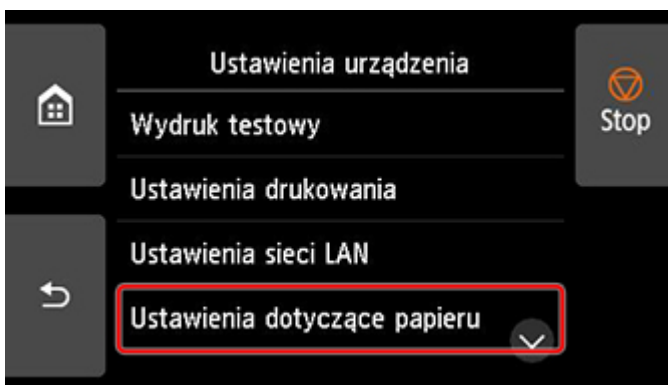 Ustawienia urządzenia
Stop
Wydruk testowy
Ustawienia drukowania
Ustawienia sieci LAN
Ustawienia dotyczące papieru